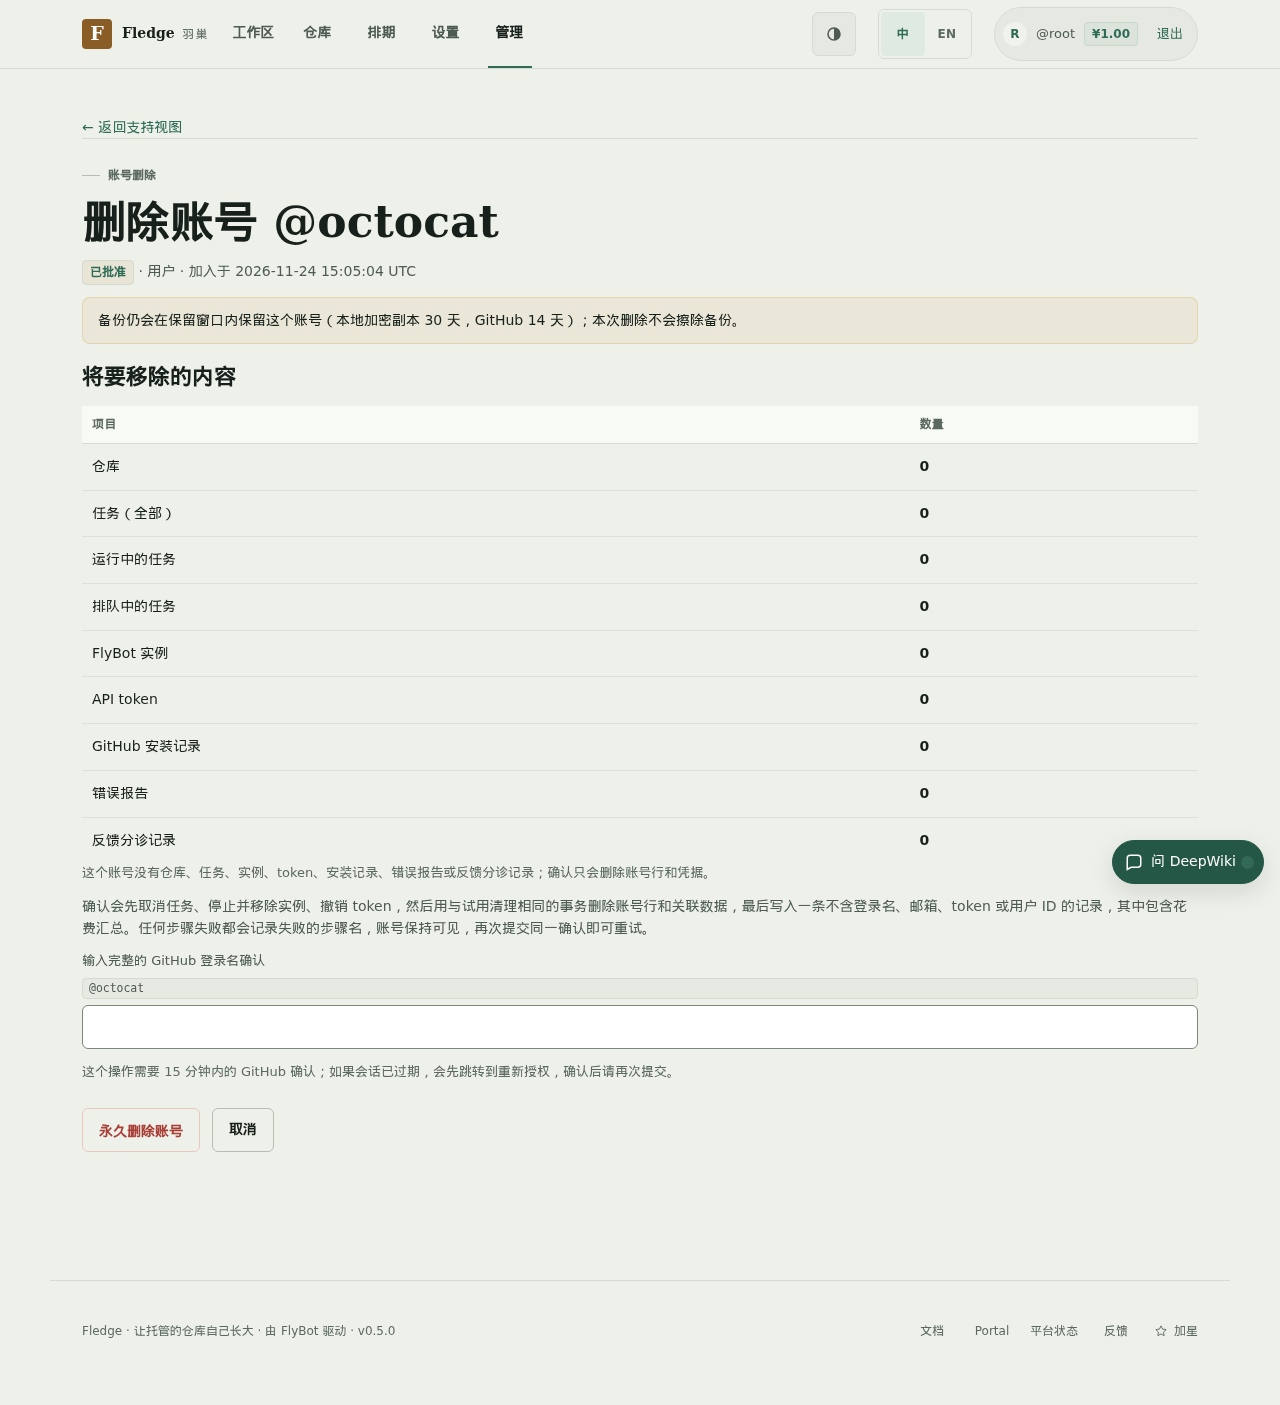 F Fledge 羽巢 工作区 仓库 排期 设置 管理 中 EN R @root ¥1.00 退出
← 返回支持视图
账号删除
删除账号 @octocat
已批准 · 用户 · 加入于 2026-11-24 15:05:04 UTC
备份仍会在保留窗口内保留这个账号（本地加密副本 30 天，GitHub 14 天）；本次删除不会擦除备份。
将要移除的内容
项目 数量
仓库 0
任务（全部） 0
运行中的任务 0
排队中的任务 0
FlyBot 实例 0
API token 0
GitHub 安装记录 0
错误报告 0
反馈分诊记录 0
问 DeepWiki
这个账号没有仓库、任务、实例、token、安装记录、错误报告或反馈分诊记录；确认只会删除账号行和凭据。
确认会先取消任务、停止并移除实例、撤销 token，然后用与试用清理相同的事务删除账号行和关联数据，最后写入一条不含登录名、邮箱、token 或用户 ID 的记录，其中包含花
费汇总。任何步骤失败都会记录失败的步骤名，账号保持可见，再次提交同一确认即可重试。
输入完整的 GitHub 登录名确认
@octocat
这个操作需要 15 分钟内的 GitHub 确认；如果会话已过期，会先跳转到重新授权，确认后请再次提交。
永久删除账号 取消
Fledge · 让托管的仓库自己长大 · 由 FlyBot 驱动 · v0.5.0 文档 Portal 平台状态 反馈 加星